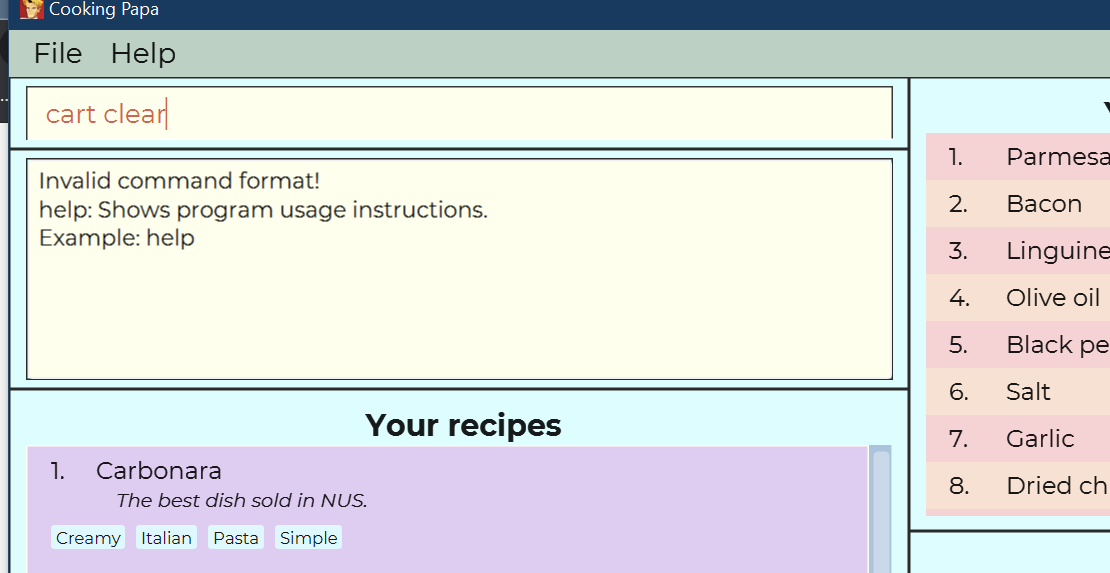 Cooking Papa
File Help
cart clear
Invalid command format!
help: Shows program usage instructions.
Example: help
Your recipes
1. Carbonara
The best dish sold in NUS.
Creamy Italian Pasta Simple
1. Parmesa
2. Bacon
3. Linguine
4. Olive oil
5. Black pe
6. Salt
7. Garlic
8. Dried ch